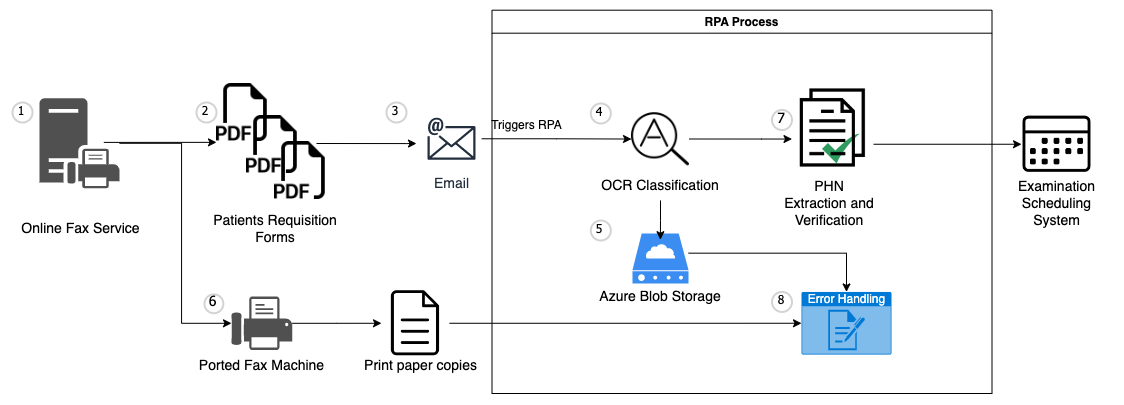 RPA Process
1
2
3
4
7
PDF
PDF
PDF
@
Triggers RPA
A
Online Fax Service
Patients Requisition
Forms
Email
OCR Classification
PHN
Extraction and
Verification
Examination
Scheduling
System
5
Azure Blob Storage
6
8
Error Handling
Ported Fax Machine
Print paper copies